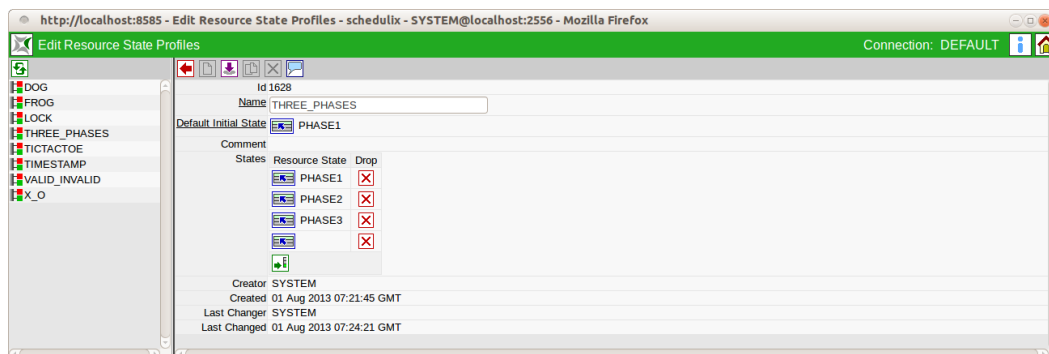 http://localhost:8585 - Edit Resource State Profiles - schedulix - SYSTEM@localhost:2556 - Mozilla Firefox
Edit Resource State Profiles
Connection: DEFAULT
DOG
FROG
LOCK
THREE_PHASES
TICTACTOE
TIMESTAMP
VALID_INVALID
X_O
Id 1628
Name THREE_PHASES
Default Initial State PHASE1
Comment
States Resource State Drop
PHASE1
PHASE2
PHASE3
Creator SYSTEM
Created 01 Aug 2013 07:21:45 GMT
Last Changer SYSTEM
Last Changed 01 Aug 2013 07:24:21 GMT